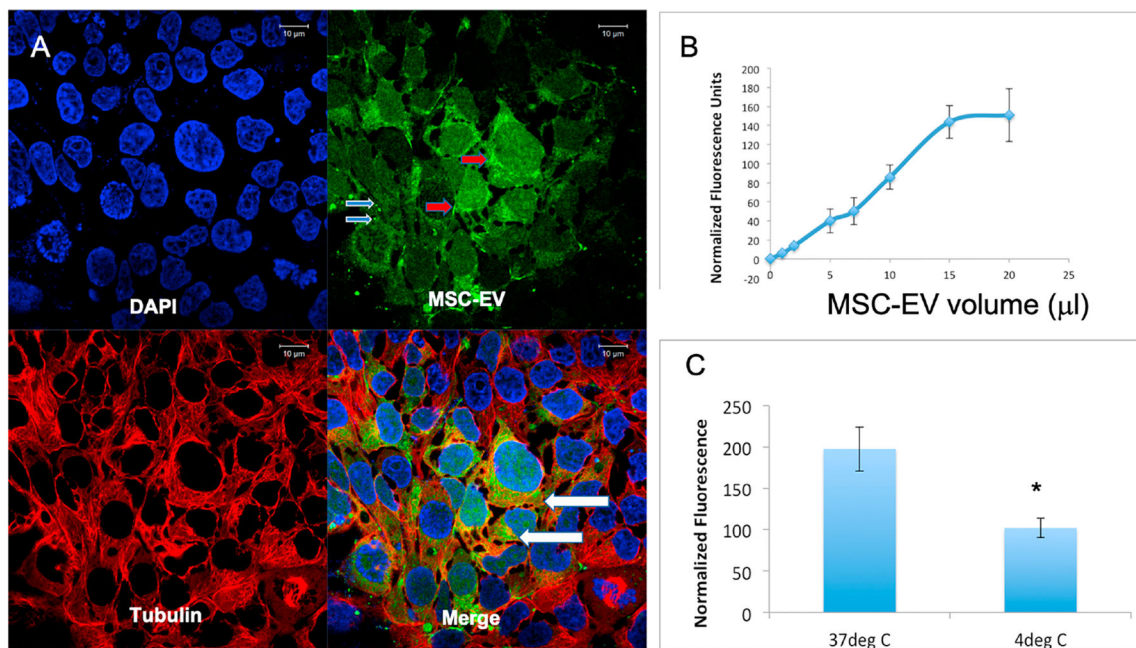 A
10 μm
DAPI
10 μm
MSC-EV
10 μm
Tubulin
10 μm
Merge
B
Normalized Fluorescence Units
200
180
160
140
120
100
80
60
40
20
0
-20
0
5
10
15
20
25
MSC-EV volume (μl)
C
Normalized Fluorescence
250
200
150
100
50
0
*
37deg C
4deg C